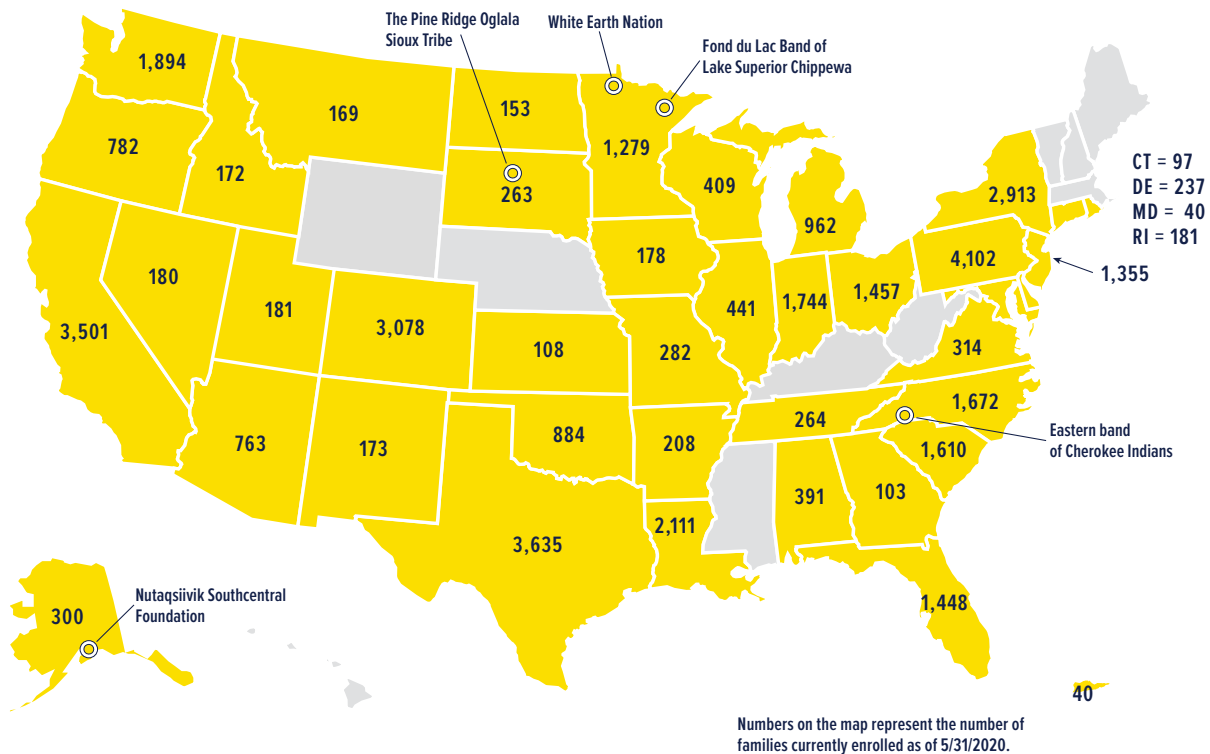 The Pine Ridge Oglala
Sioux Tribe
White Earth Nation
Fond du Lac Band of
Lake Superior Chippewa
1,894
169
153
1,279
782
172
263
409
962
2,913
CT = 97
DE = 237
MD = 40
RI = 181
1,355
178
4,102
180
181
3,078
441
1,744
1,457
3,501
108
282
314
763
173
884
208
264
1,672
Eastern band
of Cherokee Indians
1,610
391
103
2,111
3,635
1,448
Nutaqsiivik Southcentral
Foundation
300
40
Numbers on the map represent the number of
families currently enrolled as of 5/31/2020.